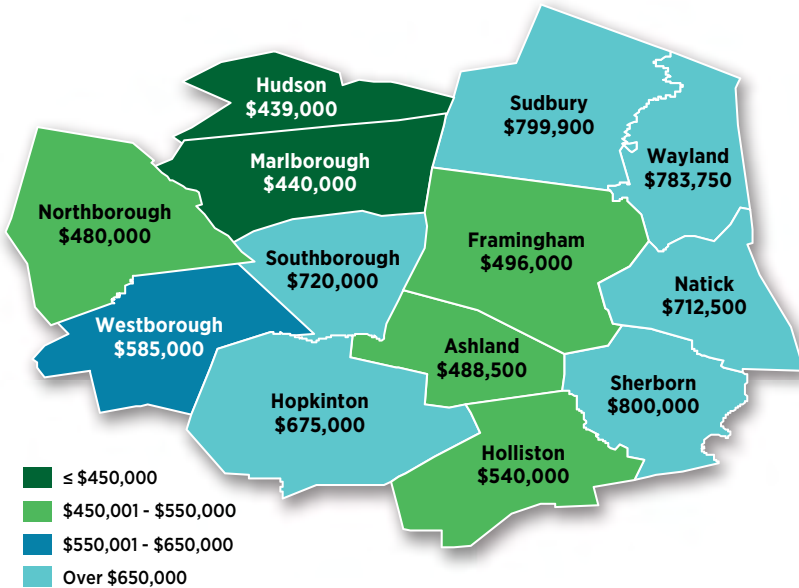 Hudson
$439,000
Sudbury
$799,900
Marlborough
$440,000
Wayland
$783,750
Northborough
$480,000
Southborough
$720,000
Framingham
$496,000
Natick
$712,500
Westborough
$585,000
Ashland
$488,500
Sherborn
$800,000
Hopkinton
$675,000
Holliston
$540,000
≤ $450,000
$450,001 - $550,000
$550,001 - $650,000
Over $650,000